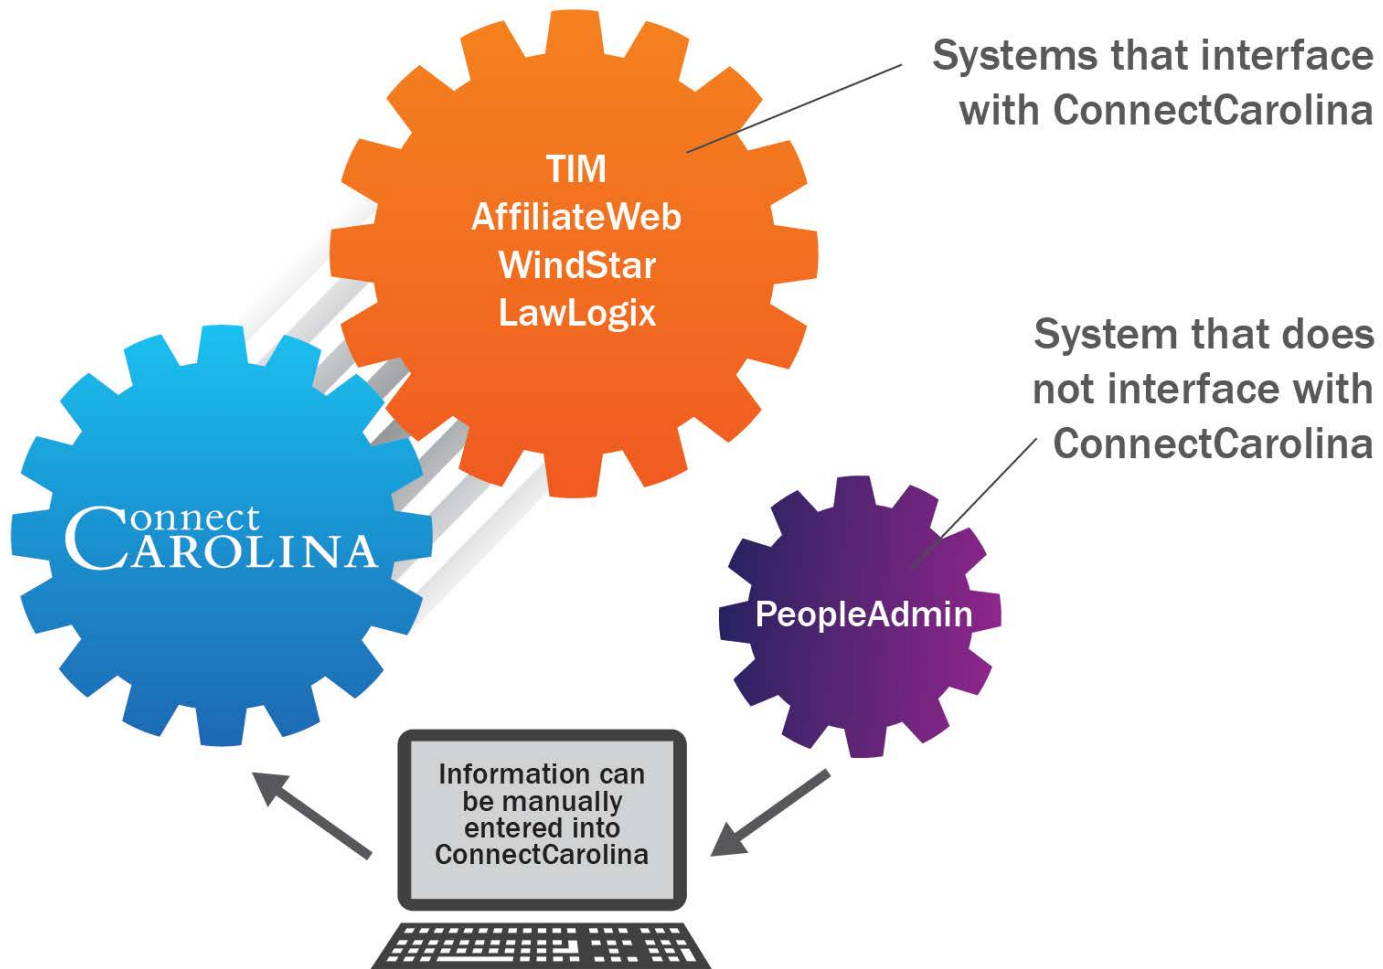 Systems that interface
with ConnectCarolina
TIM
AffiliateWeb
WindStar
LawLogix
System that does
not interface with
ConnectCarolina
Connect
CAROLINA
PeopleAdmin
Information can
be manually
entered into
ConnectCarolina